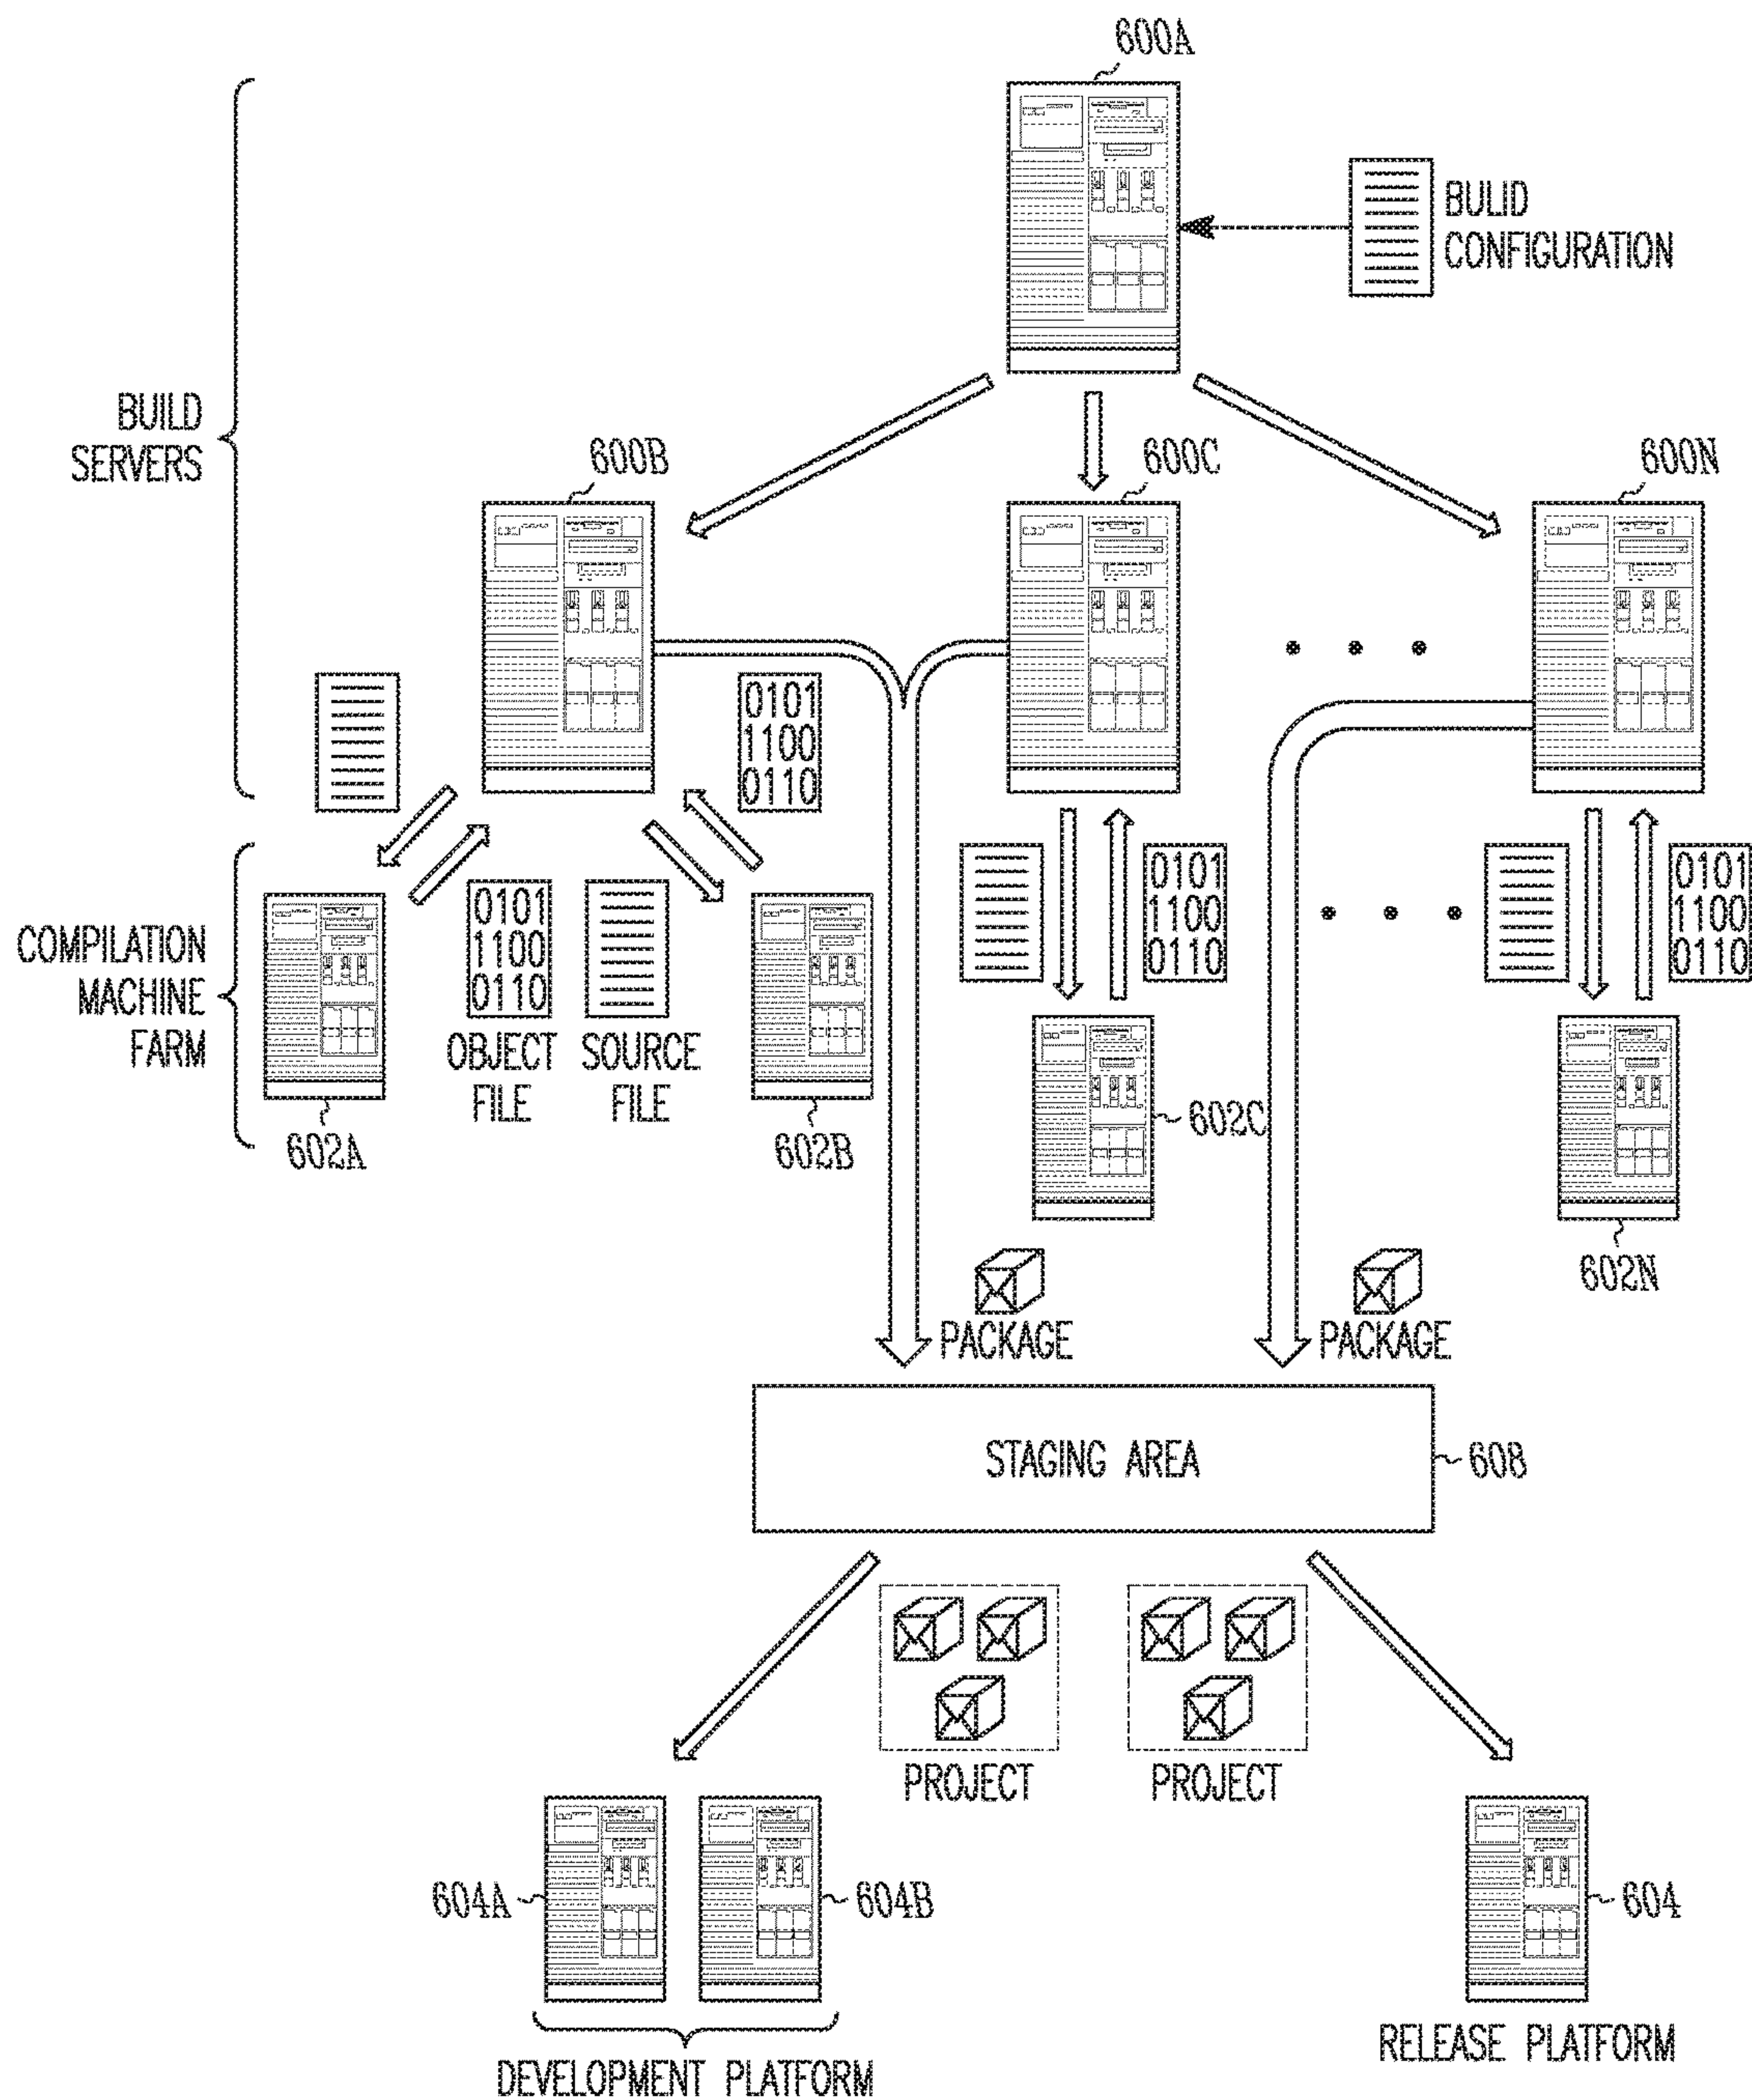 600A
BULID
CONFIGURATION
BUILD
SERVERS
600B
600C
600N
0101
1100
0110
0101
1100
0110
0101
1100
0110
0101
1100
0110
COMPILATION
MACHINE
FARM
OBJECT
FILE
SOURCE
FILE
602A
602B
602C
602N
PACKAGE
PACKAGE
STAGING AREA
608
PROJECT
PROJECT
604A
604B
604
DEVELOPMENT PLATFORM
RELEASE PLATFORM